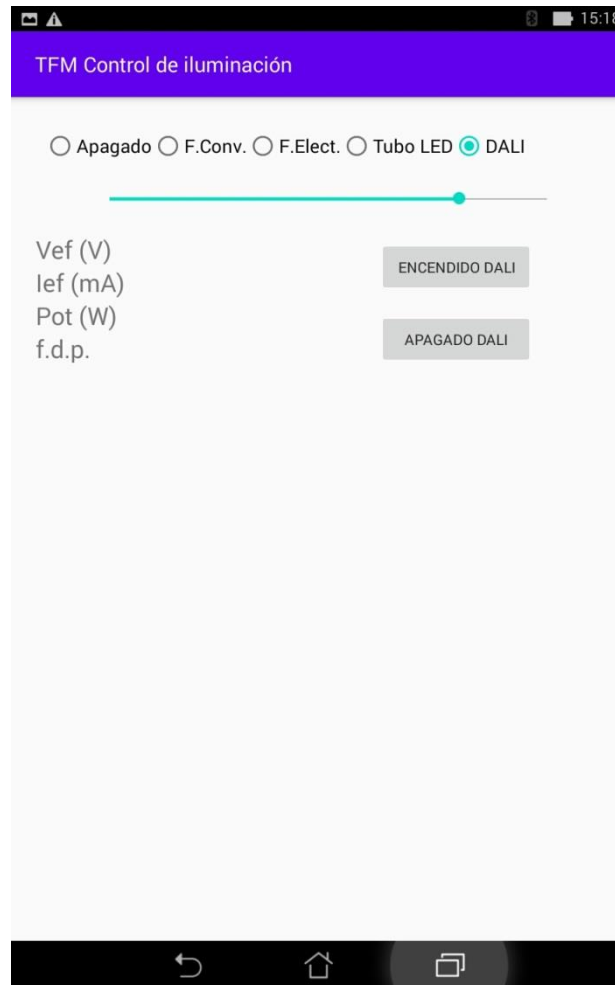 15:18
TFM Control de iluminación
Apagado F.Conv. F.Elect. Tubo LED DALI
Vef (V)
Ief (mA)
Pot (W)
f.d.p.
ENCENDIDO DALI
APAGADO DALI